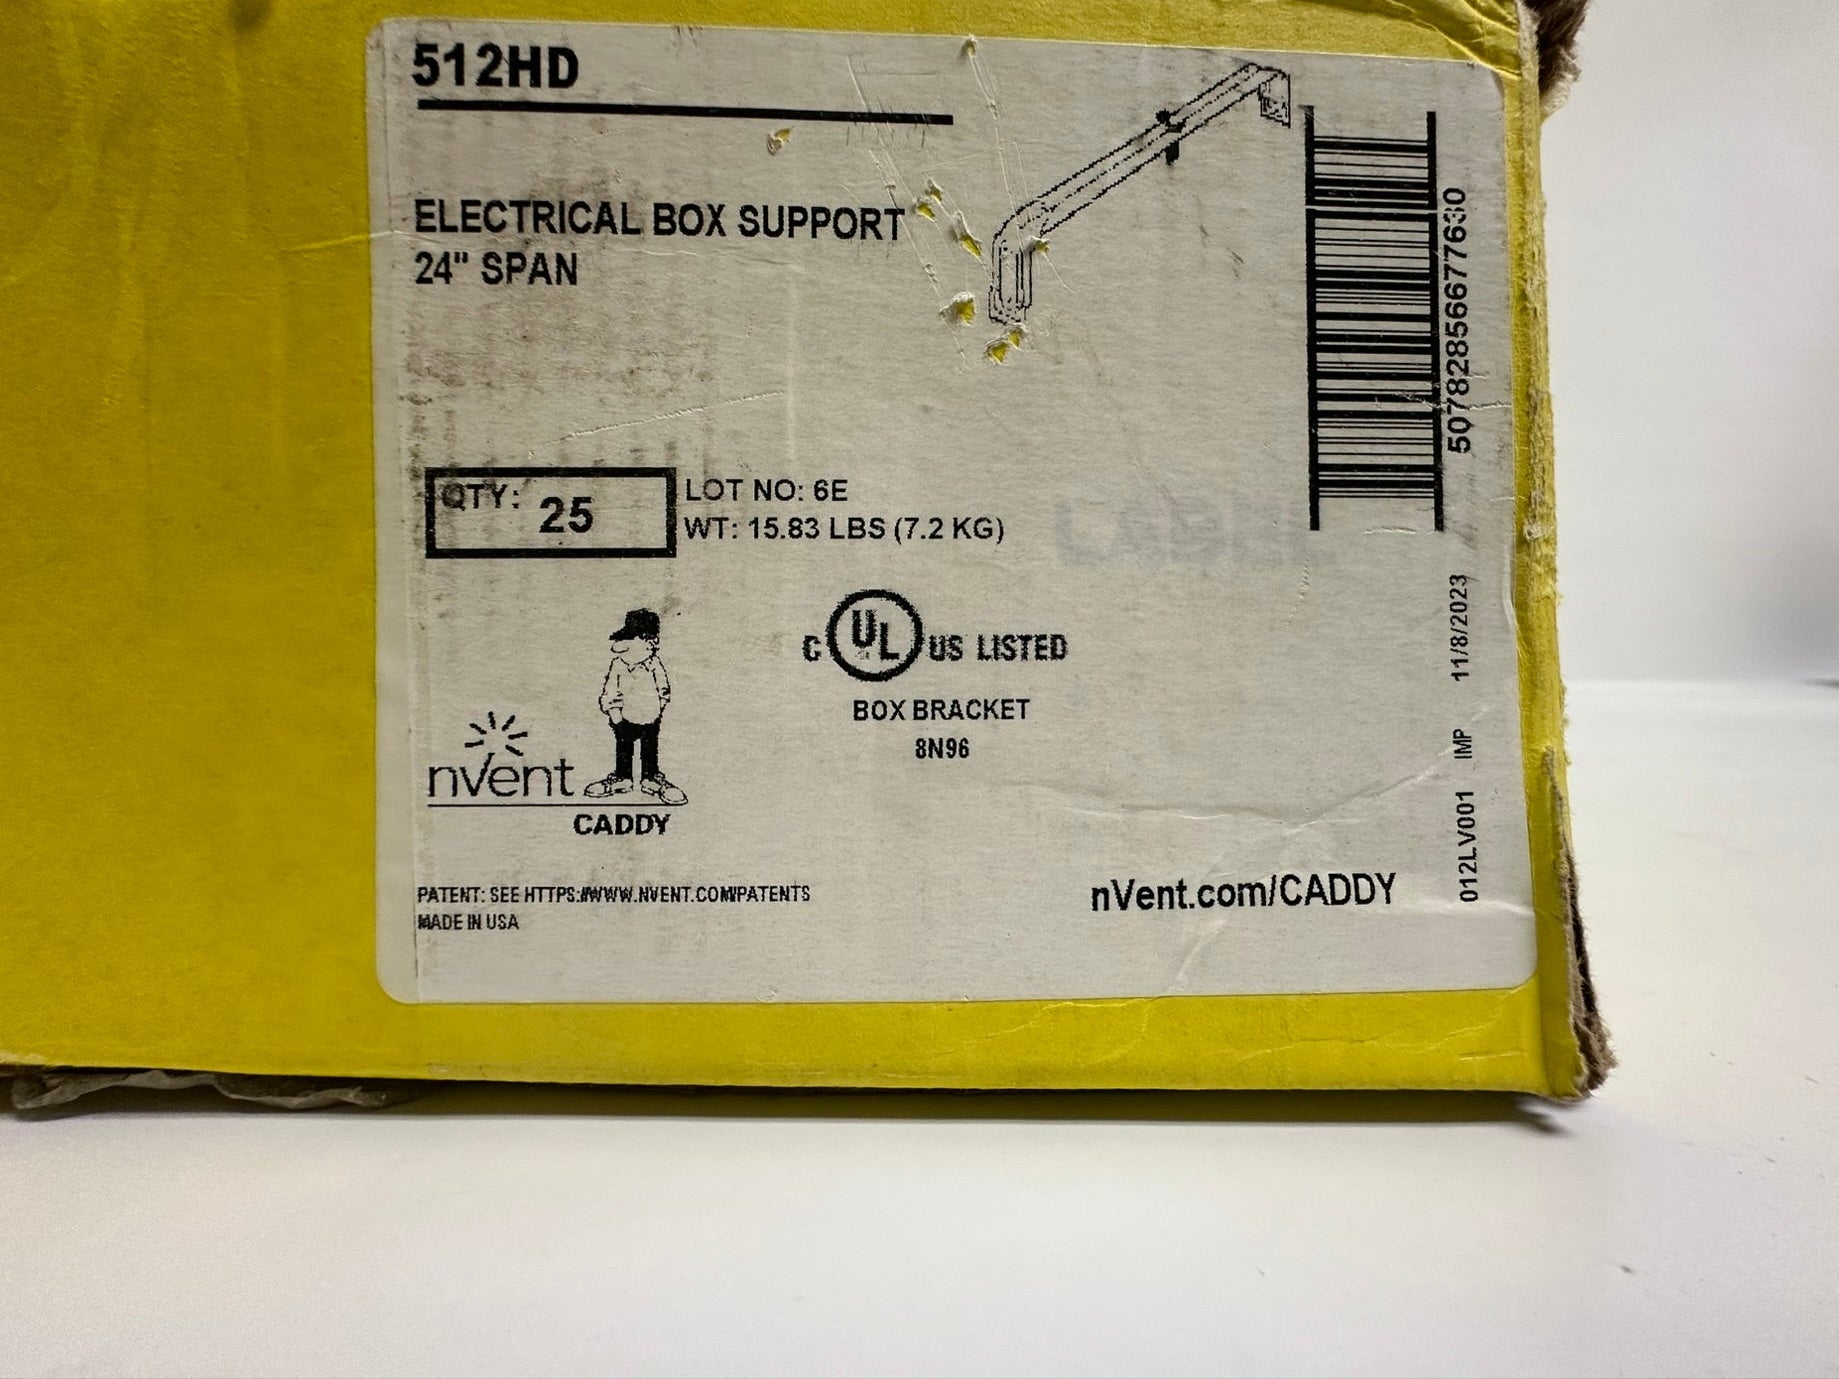 512HD
ELECTRICAL BOX SUPPORT
24" SPAN
QTY: 25
LOT NO: 6E
WT: 15.83 LBS (7.2 KG)
C UL US LISTED
BOX BRACKET
8N96
nVent
CADDY
PATENT: SEE HTTPS://WWW.NVENT.COM/PATENTS
MADE IN USA
nVent.com/CADDY
50782856677630
012LV001 IMP 11/8/2023